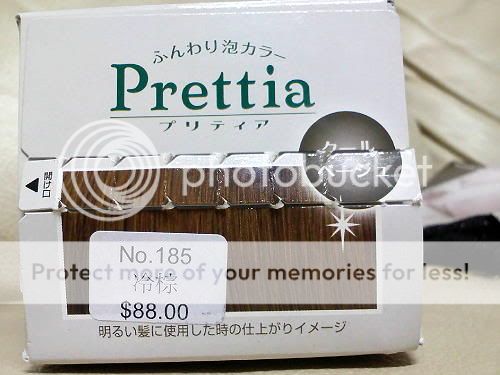 ふんわり泡カラー
Prettia
プリティア
開け口
photobucket
Protect more of your memories for less!
No.185
冷棕
$88.00
明るい髪に使用した時の仕上がりイメージ